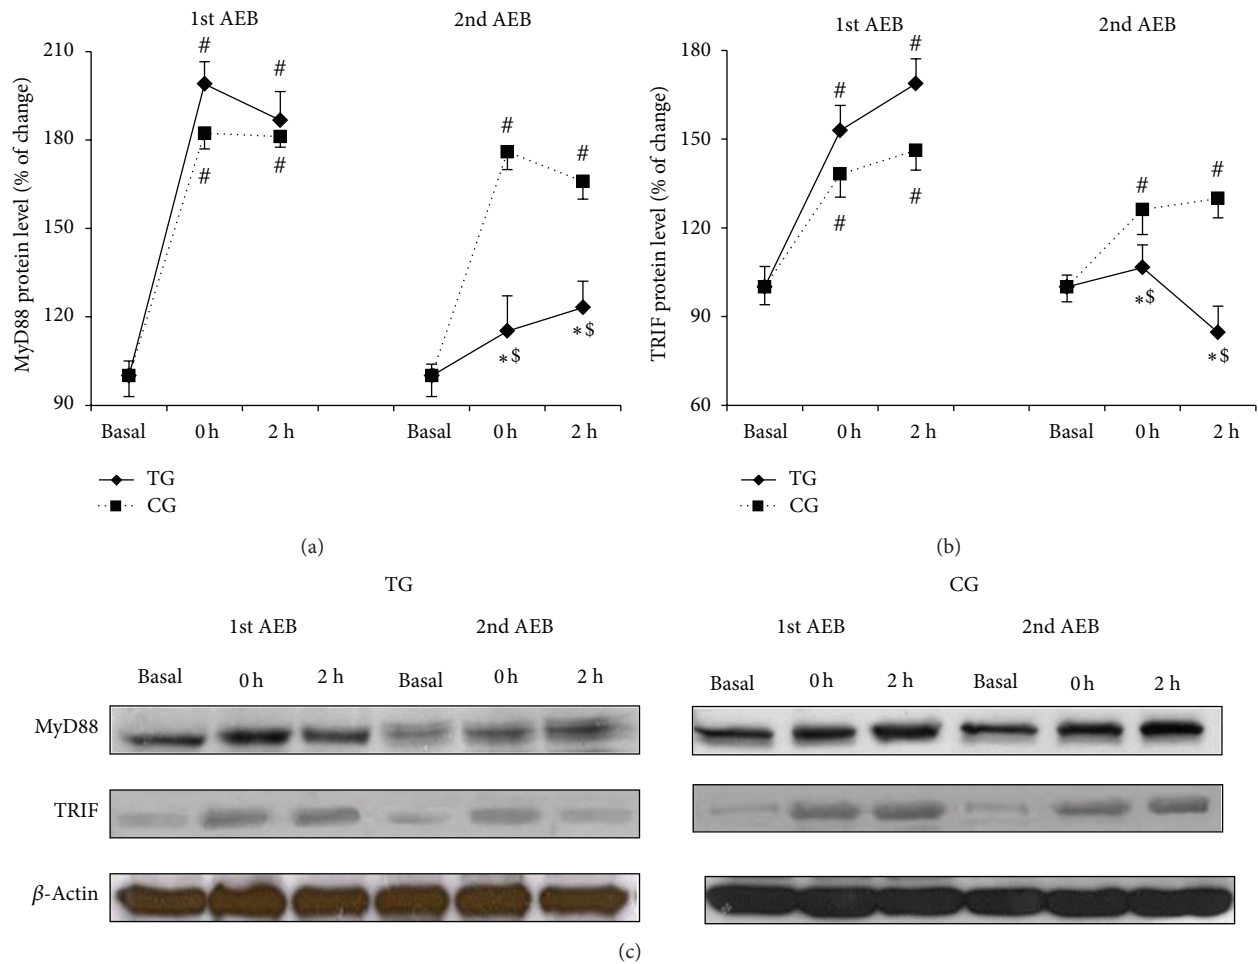 1st AEB
2nd AEB
MyD88 protein level (% of change)
210
180
150
120
90
#
#
#
#
#
#
*$
*$
Basal
0 h
2 h
Basal
0 h
2 h
TG
CG
(a)
1st AEB
2nd AEB
TRIF protein level (% of change)
180
150
120
90
60
#
#
#
#
#
#
*$
*$
Basal
0 h
2 h
Basal
0 h
2 h
TG
CG
(b)
TG
1st AEB
2nd AEB
Basal
0 h
2 h
Basal
0 h
2 h
CG
1st AEB
2nd AEB
Basal
0 h
2 h
Basal
0 h
2 h
MyD88
TRIF
β-Actin
(c)